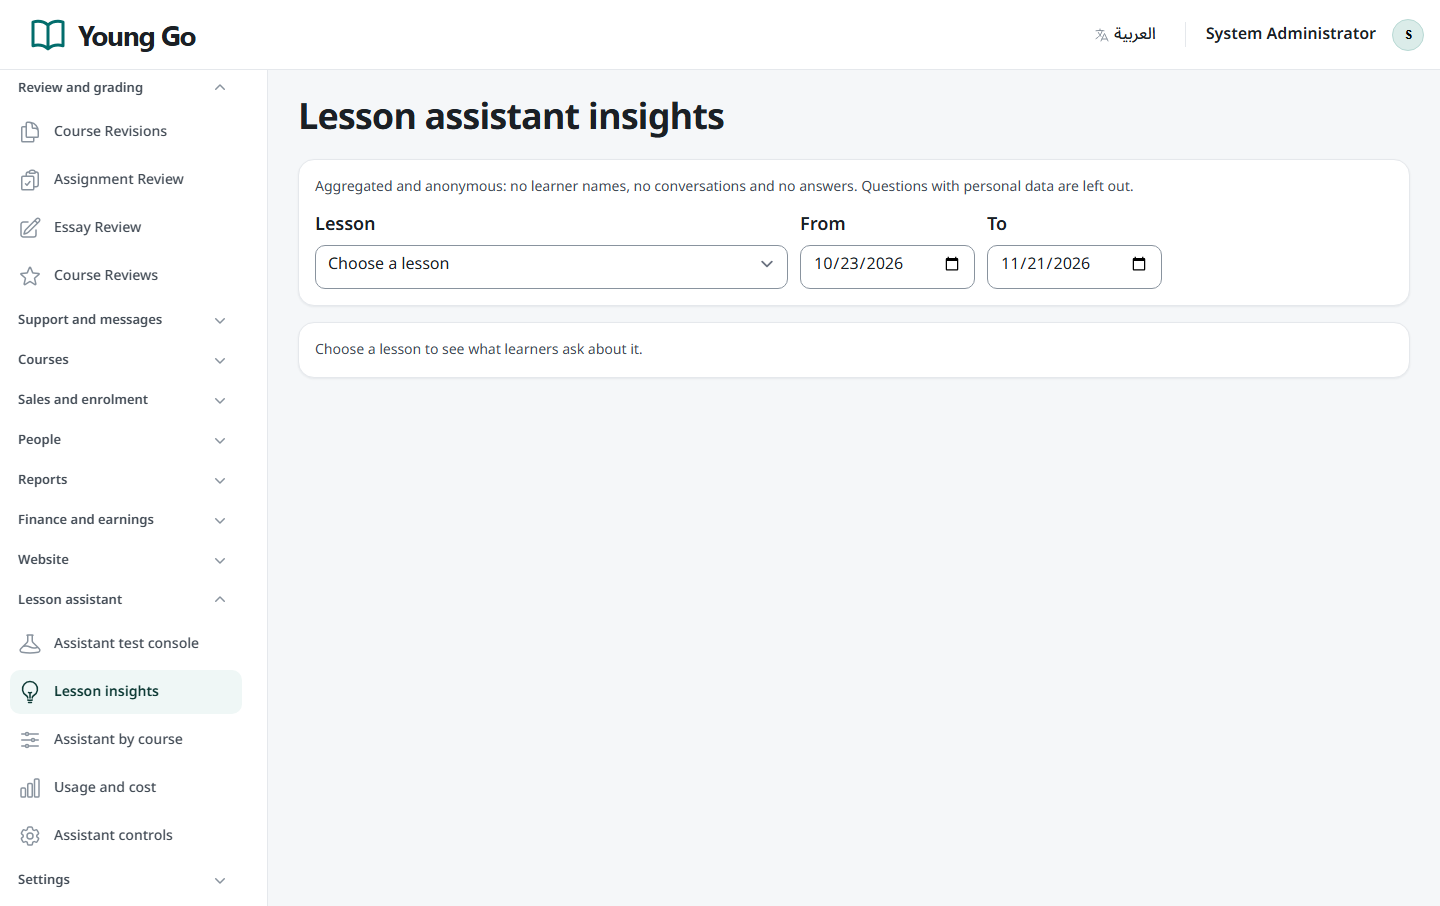 Young Go
العربية
System Administrator
S
Review and grading
Course Revisions
Assignment Review
Essay Review
Course Reviews
Support and messages
Courses
Sales and enrolment
People
Reports
Finance and earnings
Website
Lesson assistant
Assistant test console
Lesson insights
Assistant by course
Usage and cost
Assistant controls
Settings
Lesson assistant insights
Aggregated and anonymous: no learner names, no conversations and no answers. Questions with personal data are left out.
Lesson From To
Choose a lesson 10/23/2026 11/21/2026
Choose a lesson to see what learners ask about it.